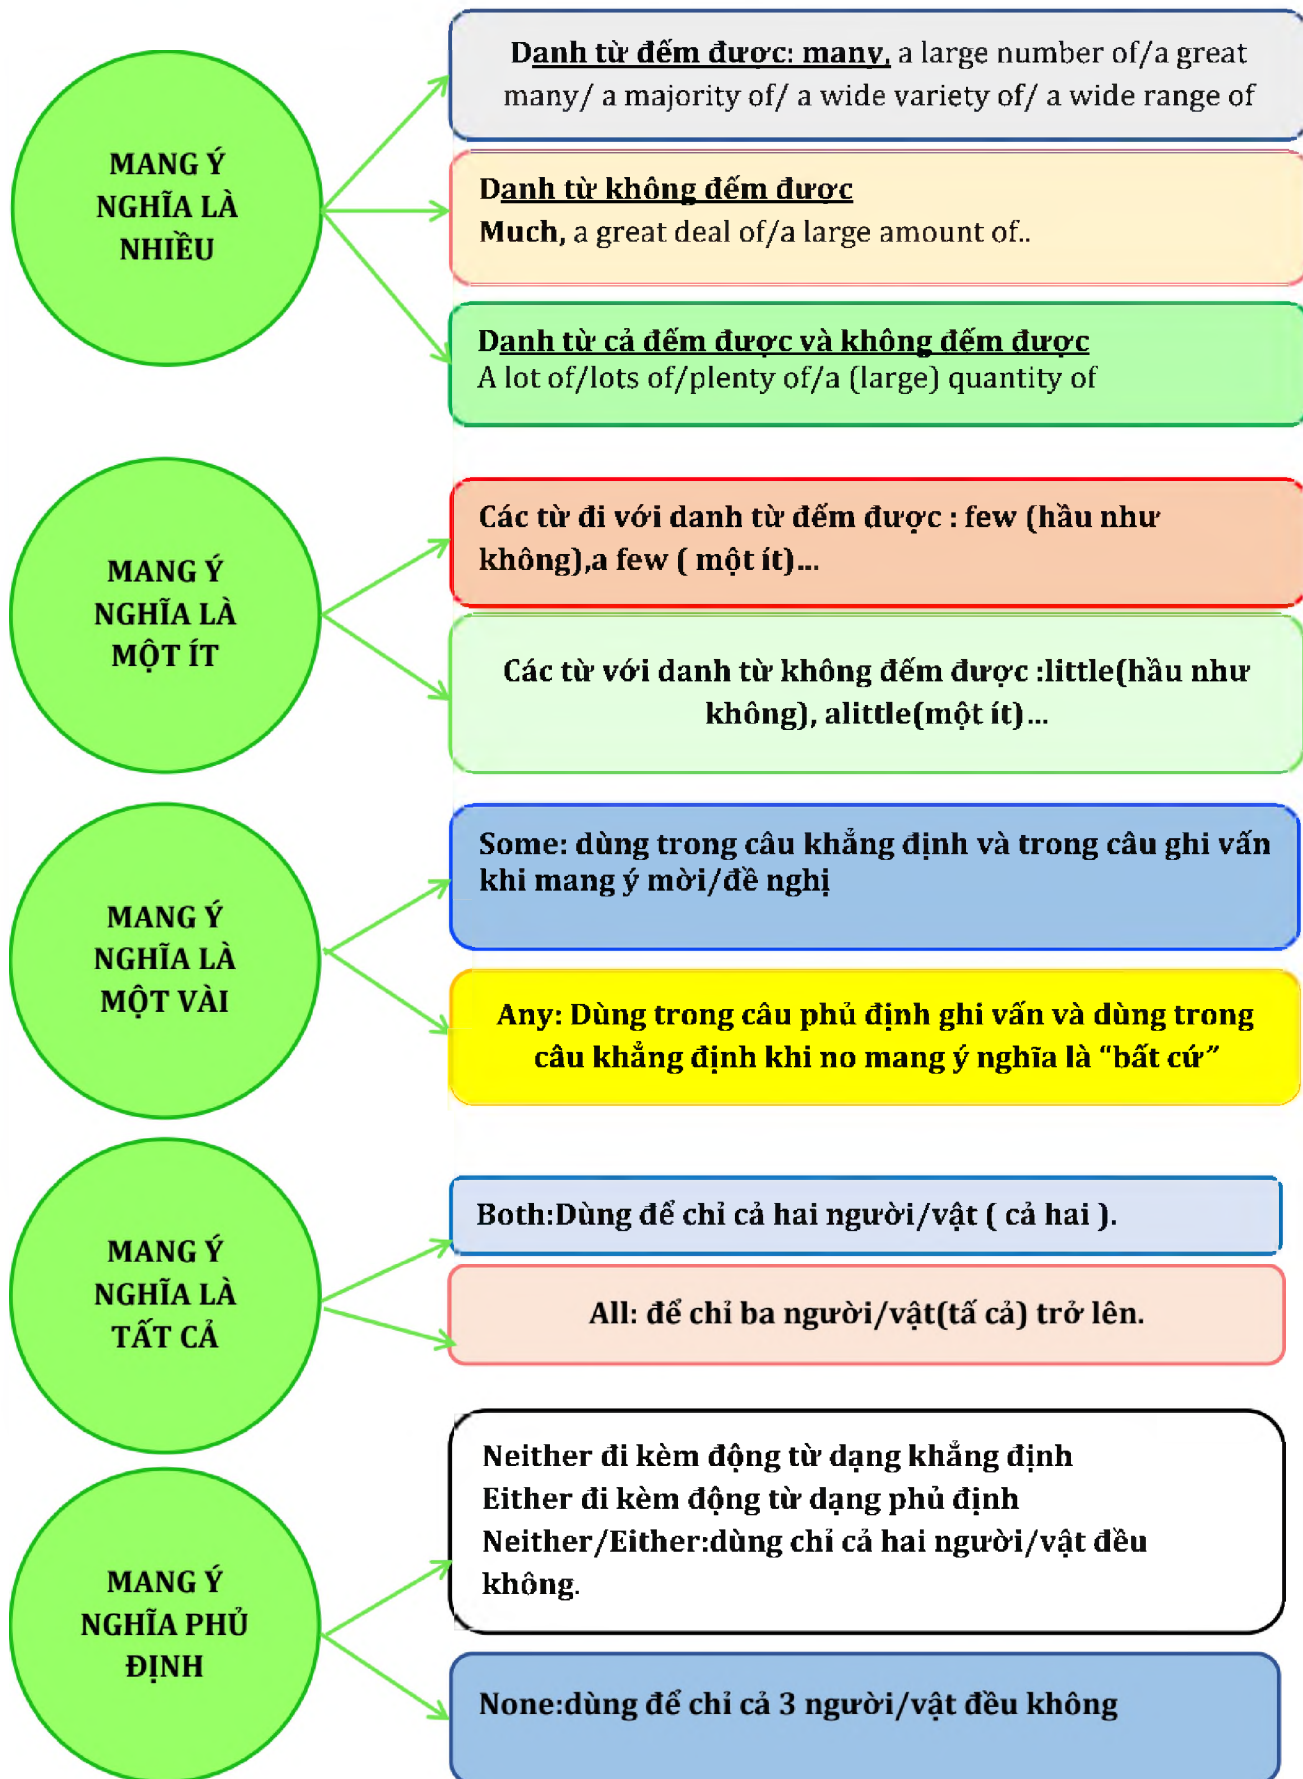 MANG Ý
NGHĨA LÀ
NHIỀU
Danh từ đếm được: many, a large number of/a great
many/ a majority of/ a wide variety of/ a wide range of
Danh từ không đếm được
Much, a great deal of/a large amount of..
Danh từ cả đếm được và không đếm được
A lot of/lots of/plenty of/a (large) quantity of
MANG Ý
NGHĨA LÀ
MỘT ÍT
Các từ đi với danh từ đếm được : few (hầu như
không),a few ( một ít)...
Các từ với danh từ không đếm được :little(hầu như
không), alittle(một ít)...
MANG Ý
NGHĨA LÀ
MỘT VÀI
Some: dùng trong câu khẳng định và trong câu ghi vấn
khi mang ý mời/đề nghị
Any: Dùng trong câu phủ định ghi vấn và dùng trong
câu khẳng định khi no mang ý nghĩa là “bất cứ”
MANG Ý
NGHĨA LÀ
TẤT CẢ
Both:Dùng để chỉ cả hai người/vật ( cả hai ).
All: để chỉ ba người/vật(tấ cả) trở lên.
MANG Ý
NGHĨA PHỦ
ĐỊNH
Neither đi kèm động từ dạng khẳng định
Either đi kèm động từ dạng phủ định
Neither/Either:dùng chỉ cả hai người/vật đều
không.
None:dùng để chỉ cả 3 người/vật đều không